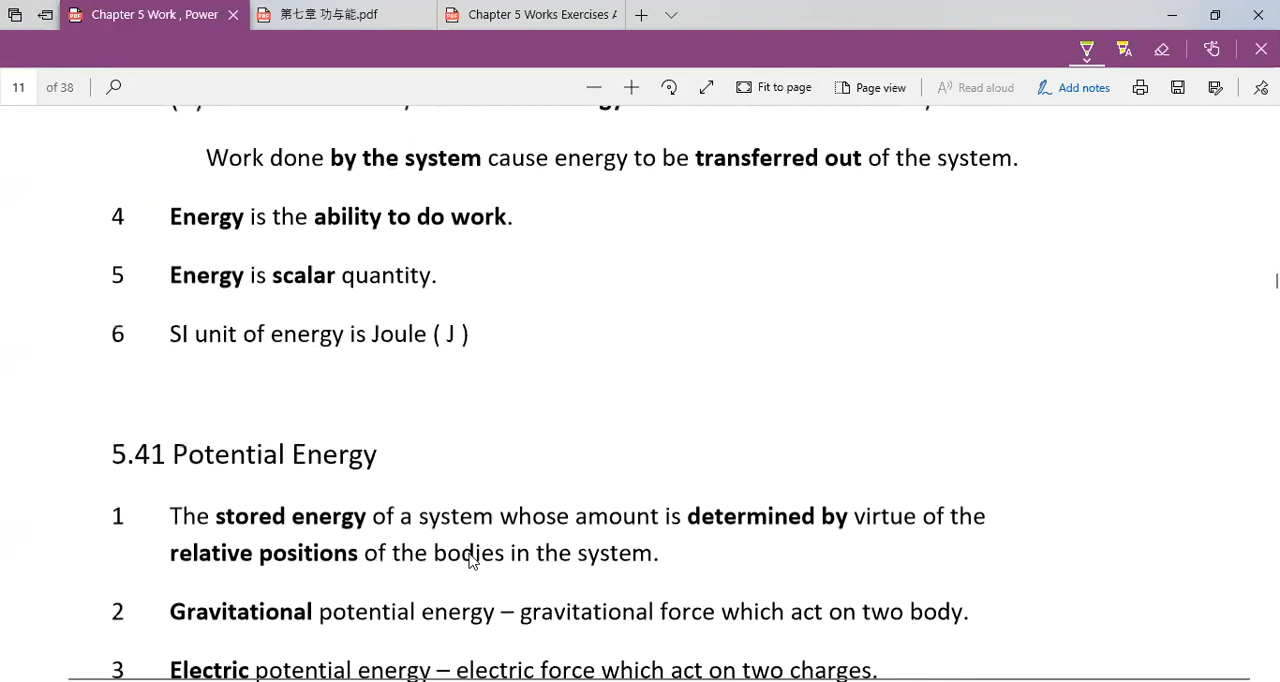 Chapter 5 Work , Power
第七章 功与能.pdf
Chapter 5 Works Exercises
11 of 38
Fit to page
Page view
Read aloud
Add notes
Work done by the system cause energy to be transferred out of the system.
4 Energy is the ability to do work.
5 Energy is scalar quantity.
6 SI unit of energy is Joule ( J )
5.41 Potential Energy
1 The stored energy of a system whose amount is determined by virtue of the
relative positions of the bodies in the system.
2 Gravitational potential energy – gravitational force which act on two body.
3 Electric potential energy – electric force which act on two charges.